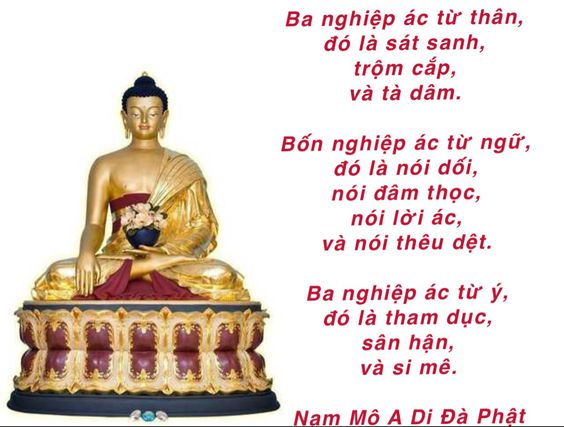 Ba nghiệp ác từ thân,
đó là sát sanh,
trộm cắp,
và tà dâm.
Bốn nghiệp ác từ ngữ,
đó là nói dối,
nói đâm thọc,
nói lời ác,
và nói thêu dệt.
Ba nghiệp ác từ ý,
đó là tham dục,
sân hận,
và si mê.
Nam Mô A Di Đà Phật